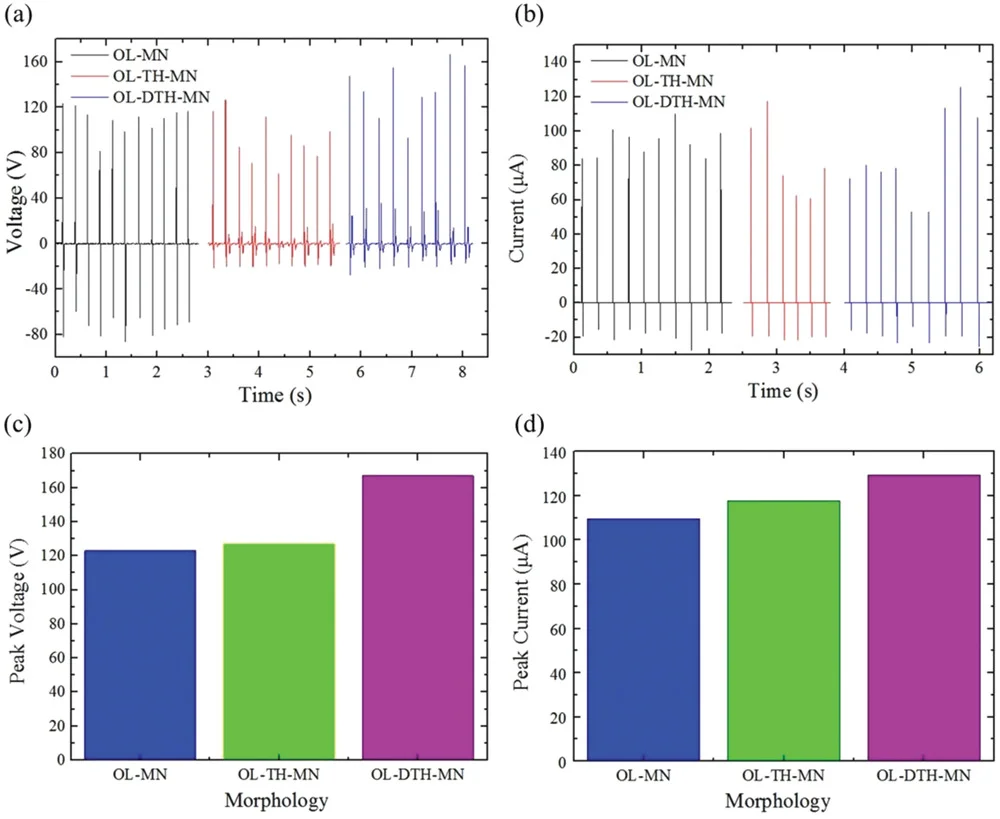 (a)
160
120
80
40
0
-40
-80
Voltage (V)
OL-MN
OL-TH-MN
OL-DTH-MN
0 1 2 3 4 5 6 7 8
Time (s)
(b)
140
120
100
80
60
40
20
0
-20
Current (μA)
OL-MN
OL-TH-MN
OL-DTH-MN
0 1 2 3 4 5 6
Time (s)
(c)
180
160
140
120
100
80
60
40
20
0
Peak Voltage (V)
OL-MN OL-TH-MN OL-DTH-MN
Morphology
(d)
140
120
100
80
60
40
20
0
Peak Current (μA)
OL-MN OL-TH-MN OL-DTH-MN
Morphology